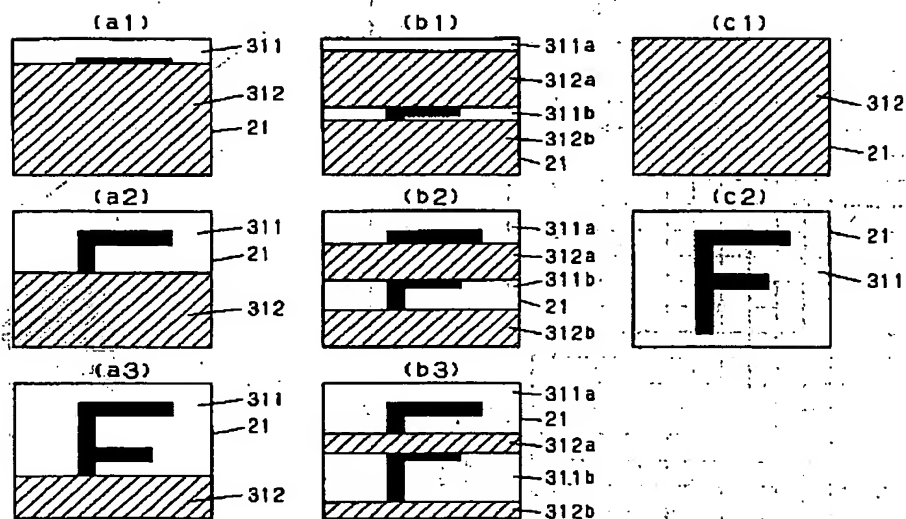 (a1) (b1) (c1)
311 311a
312a 312
312 311b
21 312b 21
21
(a2) (b2) (c2)
311 311a 21
21 312a
311b 311
312 21
312b
(a3) (b3)
311 311a
21 21
312a
311b
312 312b
F